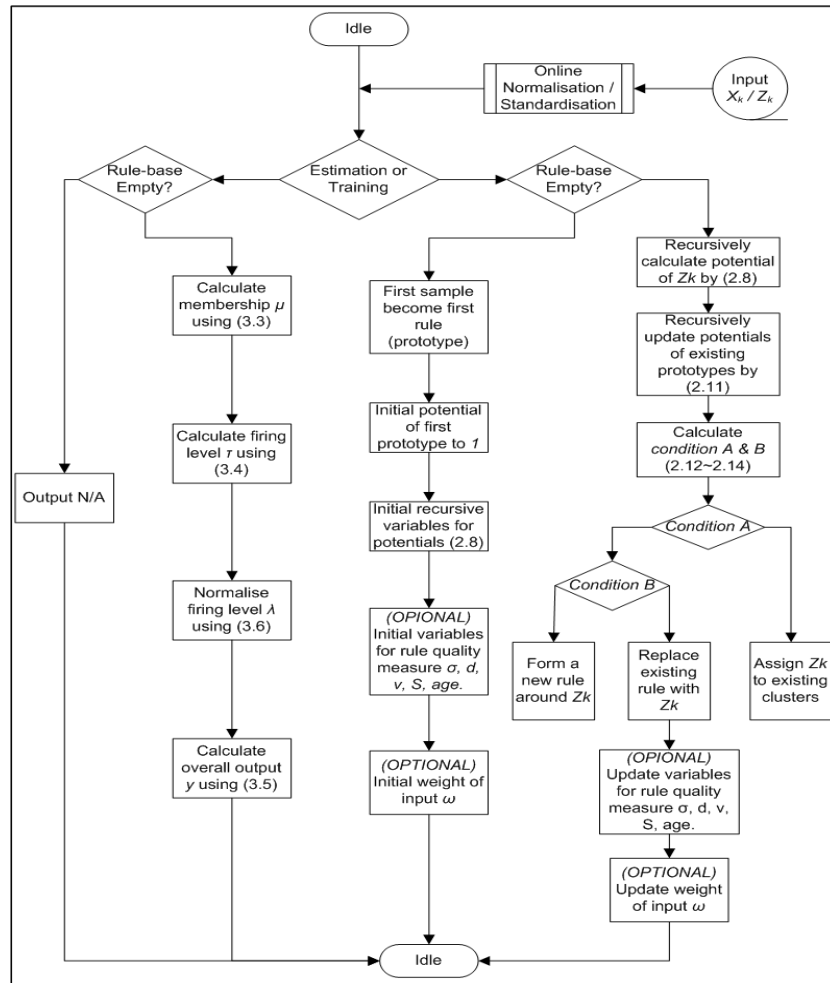 Idle
Online
Normalisation /
Standardisation
Input
Xk / Zk
Rule-base
Empty?
Estimation or
Training
Rule-base
Empty?
Calculate
membership μ
using (3.3)
Calculate firing
level τ using
(3.4)
Output N/A
Normalise
firing level λ
using (3.6)
Calculate
overall output
y using (3.5)
First sample
become first
rule
(prototype)
Initial potential
of first
prototype to 1
Initial recursive
variables for
potentials (2.8)
(OPIONAL)
Initial variables
for rule quality
measure σ, d,
v, S, age.
(OPTIONAL)
Initial weight of
input ω
Recursively
calculate potential
of Zk by (2.8)
Recursively
update potentials
of existing
prototypes by
(2.11)
Calculate
condition A & B
(2.12~2.14)
Condition A
Condition B
Form a
new rule
around Zk
Replace
existing
rule with
Zk
Assign Zk
to existing
clusters
(OPIONAL)
Update variables
for rule quality
measure σ, d, v,
S, age.
(OPTIONAL)
Update weight
of input ω
Idle